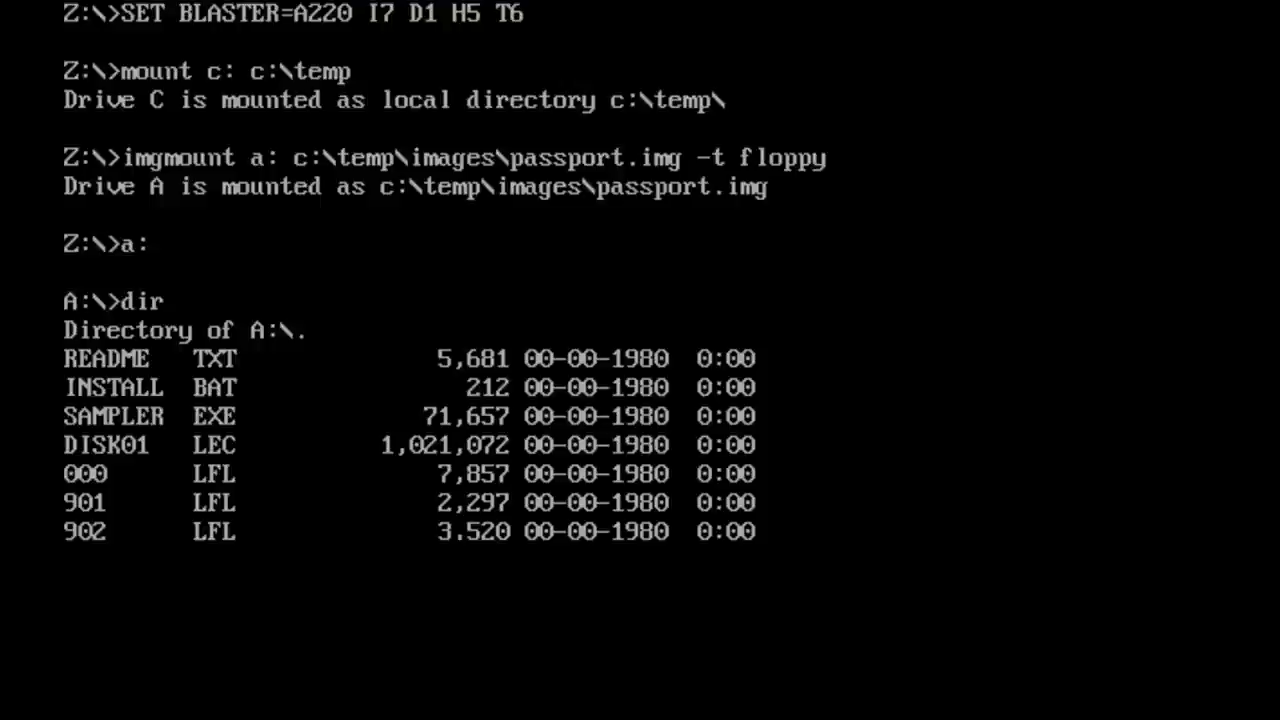 Z:\>SET BLASTER=A220 I7 D1 H5 T6
Z:\>mount c: c:\temp
Drive C is mounted as local directory c:\temp\
Z:\>imgmount a: c:\temp\images\passport.img -t floppy
Drive A is mounted as c:\temp\images\passport.img
Z:\>a:
A:\>dir
Directory of A:\.
README   TXT              5,681 00-00-1980  0:00
INSTALL  BAT                212 00-00-1980  0:00
SAMPLER  EXE             71,657 00-00-1980  0:00
DISK01   LEC          1,021,072 00-00-1980  0:00
000      LFL              7,857 00-00-1980  0:00
901      LFL              2,297 00-00-1980  0:00
902      LFL              3.520 00-00-1980  0:00